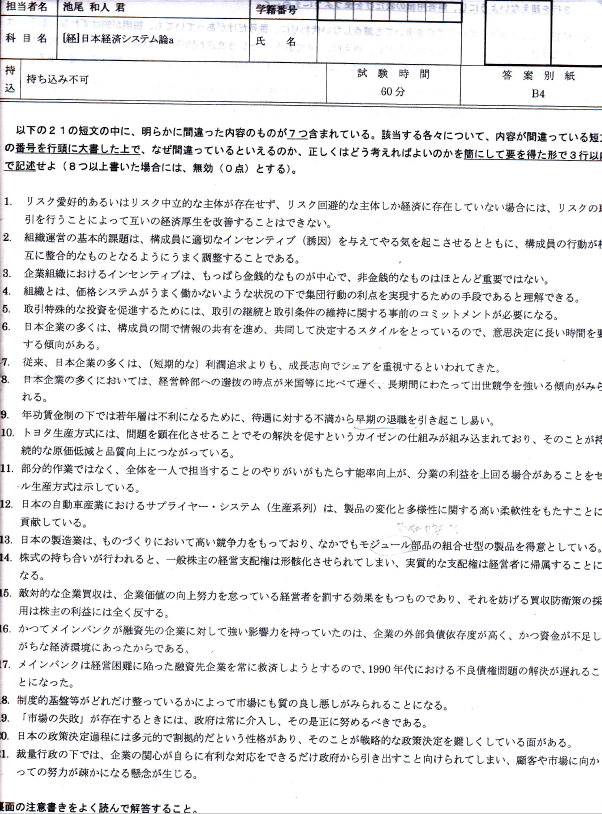 担当者名 池尾 和人 君 学籍番号
科目名 [経]日本経済システム論a 氏名
持込 持ち込み不可 試験時間 60分 答案別紙 B4
以下の21の短文の中に、明らかに間違った内容のものが7つ含まれている。該当する各々について、内容が間違っている短
の番号を行頭に大書した上で、なぜ間違っているといえるのか、正しくはどう考えればよいのかを簡にして要を得た形で3行以
で記述せよ(8つ以上書いた場合には、無効(0点)とする)。
1. リスク愛好的あるいはリスク中立的な主体が存在せず、リスク回避的な主体しか経済に存在していない場合には、リスクの
引を行うことによって互いの経済厚生を改善することはできない。
2. 組織運営の基本的課題は、構成員に適切なインセンティブ(誘因)を与えてやる気を起こさせるとともに、構成員の行動が
互に整合的なものとなるようにうまく調整することである。
3. 企業組織におけるインセンティブは、もっぱら金銭的なものが中心で、非金銭的なものはほとんど重要ではない。
4. 組織とは、価格システムがうまく働かないような状況の下で集団行動の利点を実現するための手段であると理解できる。
5. 取引特殊的な投資を促進するためには、取引の継続と取引条件の維持に関する事前のコミットメントが必要になる。
6. 日本企業の多くは、構成員の間で情報の共有を進め、共同して決定するスタイルをとっているので、意思決定に長い時間を
する傾向がある。
7. 従来、日本企業の多くは、(短期的な)利潤追求よりも、成長志向でシェアを重視するといわれてきた。
8. 日本企業の多くにおいては、経営幹部への選抜の時点が米国等に比べて遅く、長期間にわたって出世競争を強いる傾向がみら
れる。
9. 年功賃金制の下では若年層は不利になるために、待遇に対する不満から早期の退職を引き起こし易い。
10. トヨタ生産方式には、問題を顕在化させることでその解決を促すというカイゼンの仕組みが組み込まれており、そのことが
続的な原価低減と品質向上につながっている。
11. 部分的作業ではなく、全体を一人で担当することのやりがいがもたらす能率向上が、分業の利益を上回る場合があることをセ
ル生産方式は示している。
12. 日本の自動車産業におけるサプライヤー・システム(生産系列)は、製品の変化と多様性に関する高い柔軟性をもたすことに
貢献している。
13. 日本の製造業は、ものづくりにおいて高い競争力をもっており、なかでもモジュール部品の組合せ型の製品を得意としている。
14. 株式の持ち合いが行われると、一般株主の経営支配権は形骸化させられてしまい、実質的な支配権は経営者に帰属することに
なる。
15. 敵対的な企業買収は、企業価値の向上努力を怠っている経営者を罰する効果をもつものであり、それを妨げる買収防衛策の採
用は株主の利益には全く反する。
16. かつてメインバンクが融資先の企業に対して強い影響力を持っていたのは、企業の外部負債依存度が高く、かつ資金が不足し
がちな経済環境にあったからである。
17. メインバンクは経営困難に陥った融資先企業を常に救済しようとするので、1990年代における不良債権問題の解決が遅れるこ
とになった。
8. 制度的基盤等がどれだけ整っているかによって市場にも質の良し悪しがみられることになる。
9. 「市場の失敗」が存在するときには、政府は常に介入し、その是正に努めるべきである。
0. 日本の政策決定過程には多元的で割拠的だという性格があり、そのことが戦略的な政策決定を難しくしている面がある。
1. 裁量行政の下では、企業の関心が自らに有利な対応をできるだけ政府から引き出すこと向けられてしまい、顧客や市場に向か
っての努力が疎かになる懸念が生じる。
裏面の注意書きをよく読んで解答すること。